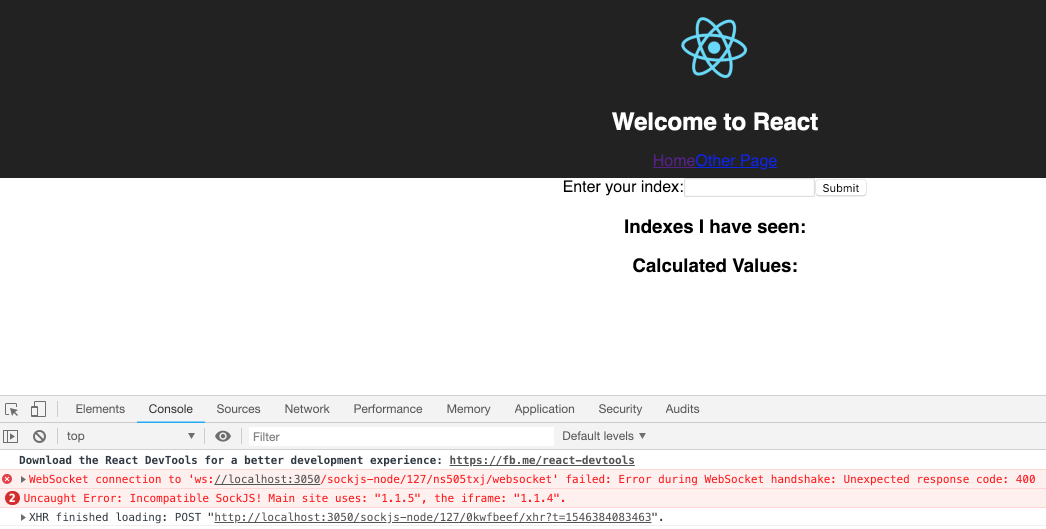 Welcome to React
HomeOther Page
Enter your index: Submit
Indexes I have seen:
Calculated Values:
Elements Console Sources Network Performance Memory Application Security Audits
top Filter Default levels
Download the React DevTools for a better development experience: https://fb.me/react-devtools
WebSocket connection to 'ws://localhost:3050/sockjs-node/127/ns505txj/websocket' failed: Error during WebSocket handshake: Unexpected response code: 400
2 Uncaught Error: Incompatible SockJS! Main site uses: "1.1.5", the iframe: "1.1.4".
XHR finished loading: POST "http://localhost:3050/sockjs-node/127/0kwfbeef/xhr?t=1546384083463".